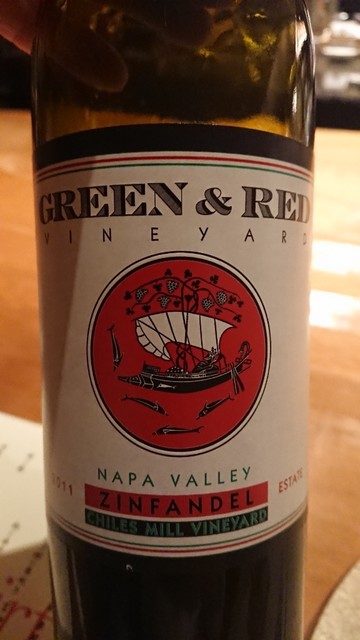 GREEN & RED
VINEYARD
NAPA VALLEY
2011 ZINFANDEL ESTATE
CHILES MILL VINEYARD